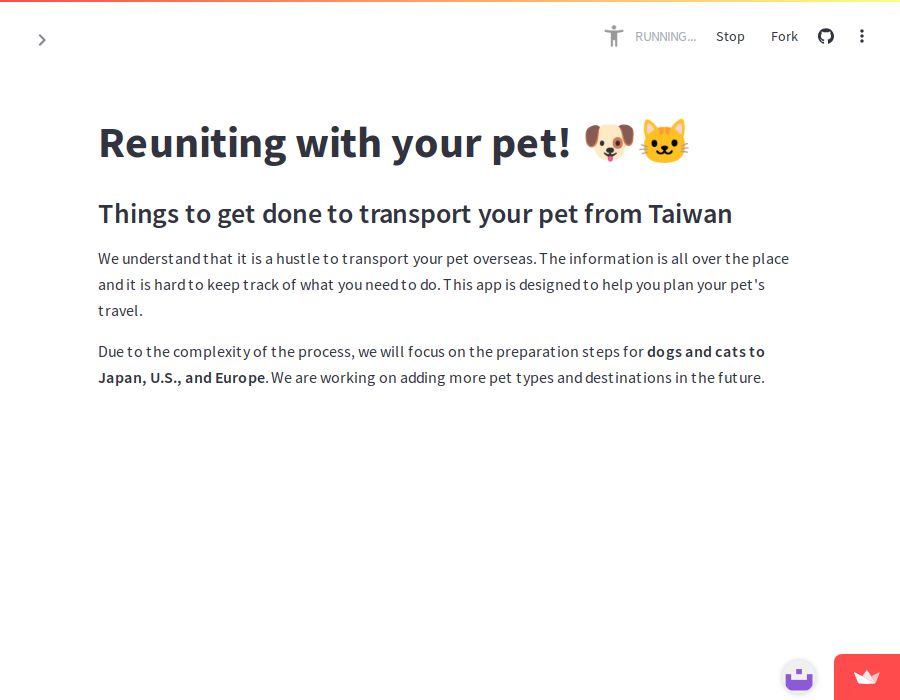 RUNNING...
Stop
Fork
Reuniting with your pet! 🐶🐱
Things to get done to transport your pet from Taiwan
We understand that it is a hustle to transport your pet overseas. The information is all over the place
and it is hard to keep track of what you need to do. This app is designed to help you plan your pet's
travel.
Due to the complexity of the process, we will focus on the preparation steps for dogs and cats to
Japan, U.S., and Europe. We are working on adding more pet types and destinations in the future.